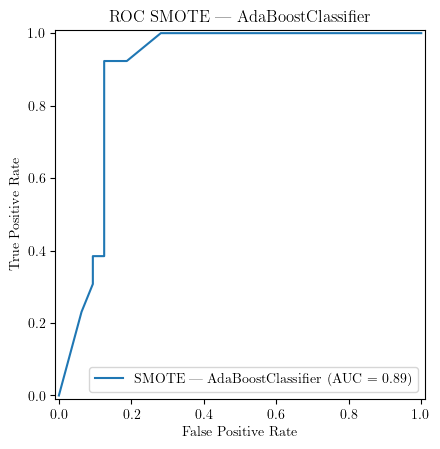 ROC SMOTE — AdaBoostClassifier
1.0
0.8
0.6
0.4
0.2
0.0
True Positive Rate
SMOTE — AdaBoostClassifier (AUC = 0.89)
0.0 0.2 0.4 0.6 0.8 1.0
False Positive Rate